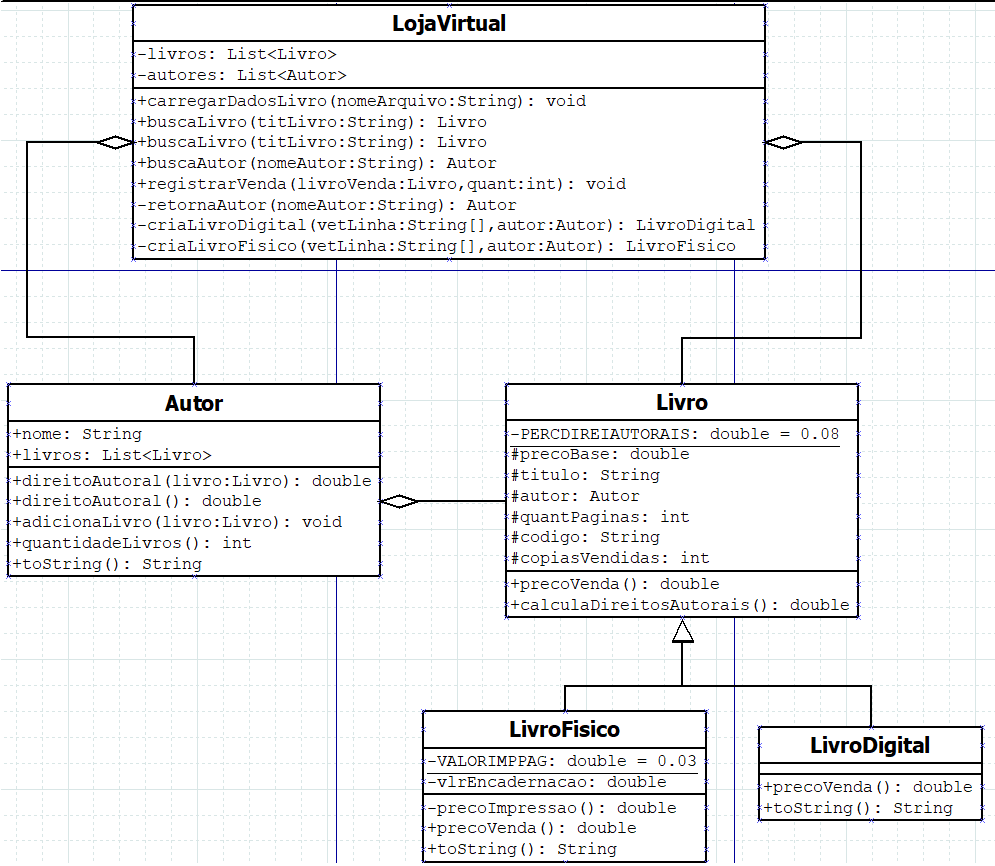 LojaVirtual
-livros: List<Livro>
-autores: List<Autor>
+carregarDadosLivro(nomeArquivo:String): void
+buscaLivro(titLivro:String): Livro
+buscaLivro(titLivro:String): Livro
+buscaAutor(nomeAutor:String): Autor
+registrarVenda(livroVenda:Livro,quant:int): void
-retornaAutor(nomeAutor:String): Autor
-criaLivroDigital(vetLinha:String[],autor:Autor): LivroDigital
-criaLivroFisico(vetLinha:String[],autor:Autor): LivroFisico
Autor
+nome: String
+livros: List<Livro>
+direitoAutoral(livro:Livro): double
+direitoAutoral(): double
+adicionaLivro(livro:Livro): void
+quantidadeLivros(): int
+toString(): String
Livro
-PERCDIREIAUTORAIS: double = 0.08
#precoBase: double
#titulo: String
#autor: Autor
#quantPaginas: int
#codigo: String
#copiasVendidas: int
+precoVenda(): double
+calculaDireitosAutorais(): double
LivroFisico
-VALORIMPPAG: double = 0.03
-vlrEncadernacao: double
-precoImpressao(): double
+precoVenda(): double
+toString(): String
LivroDigital
+precoVenda(): double
+toString(): String